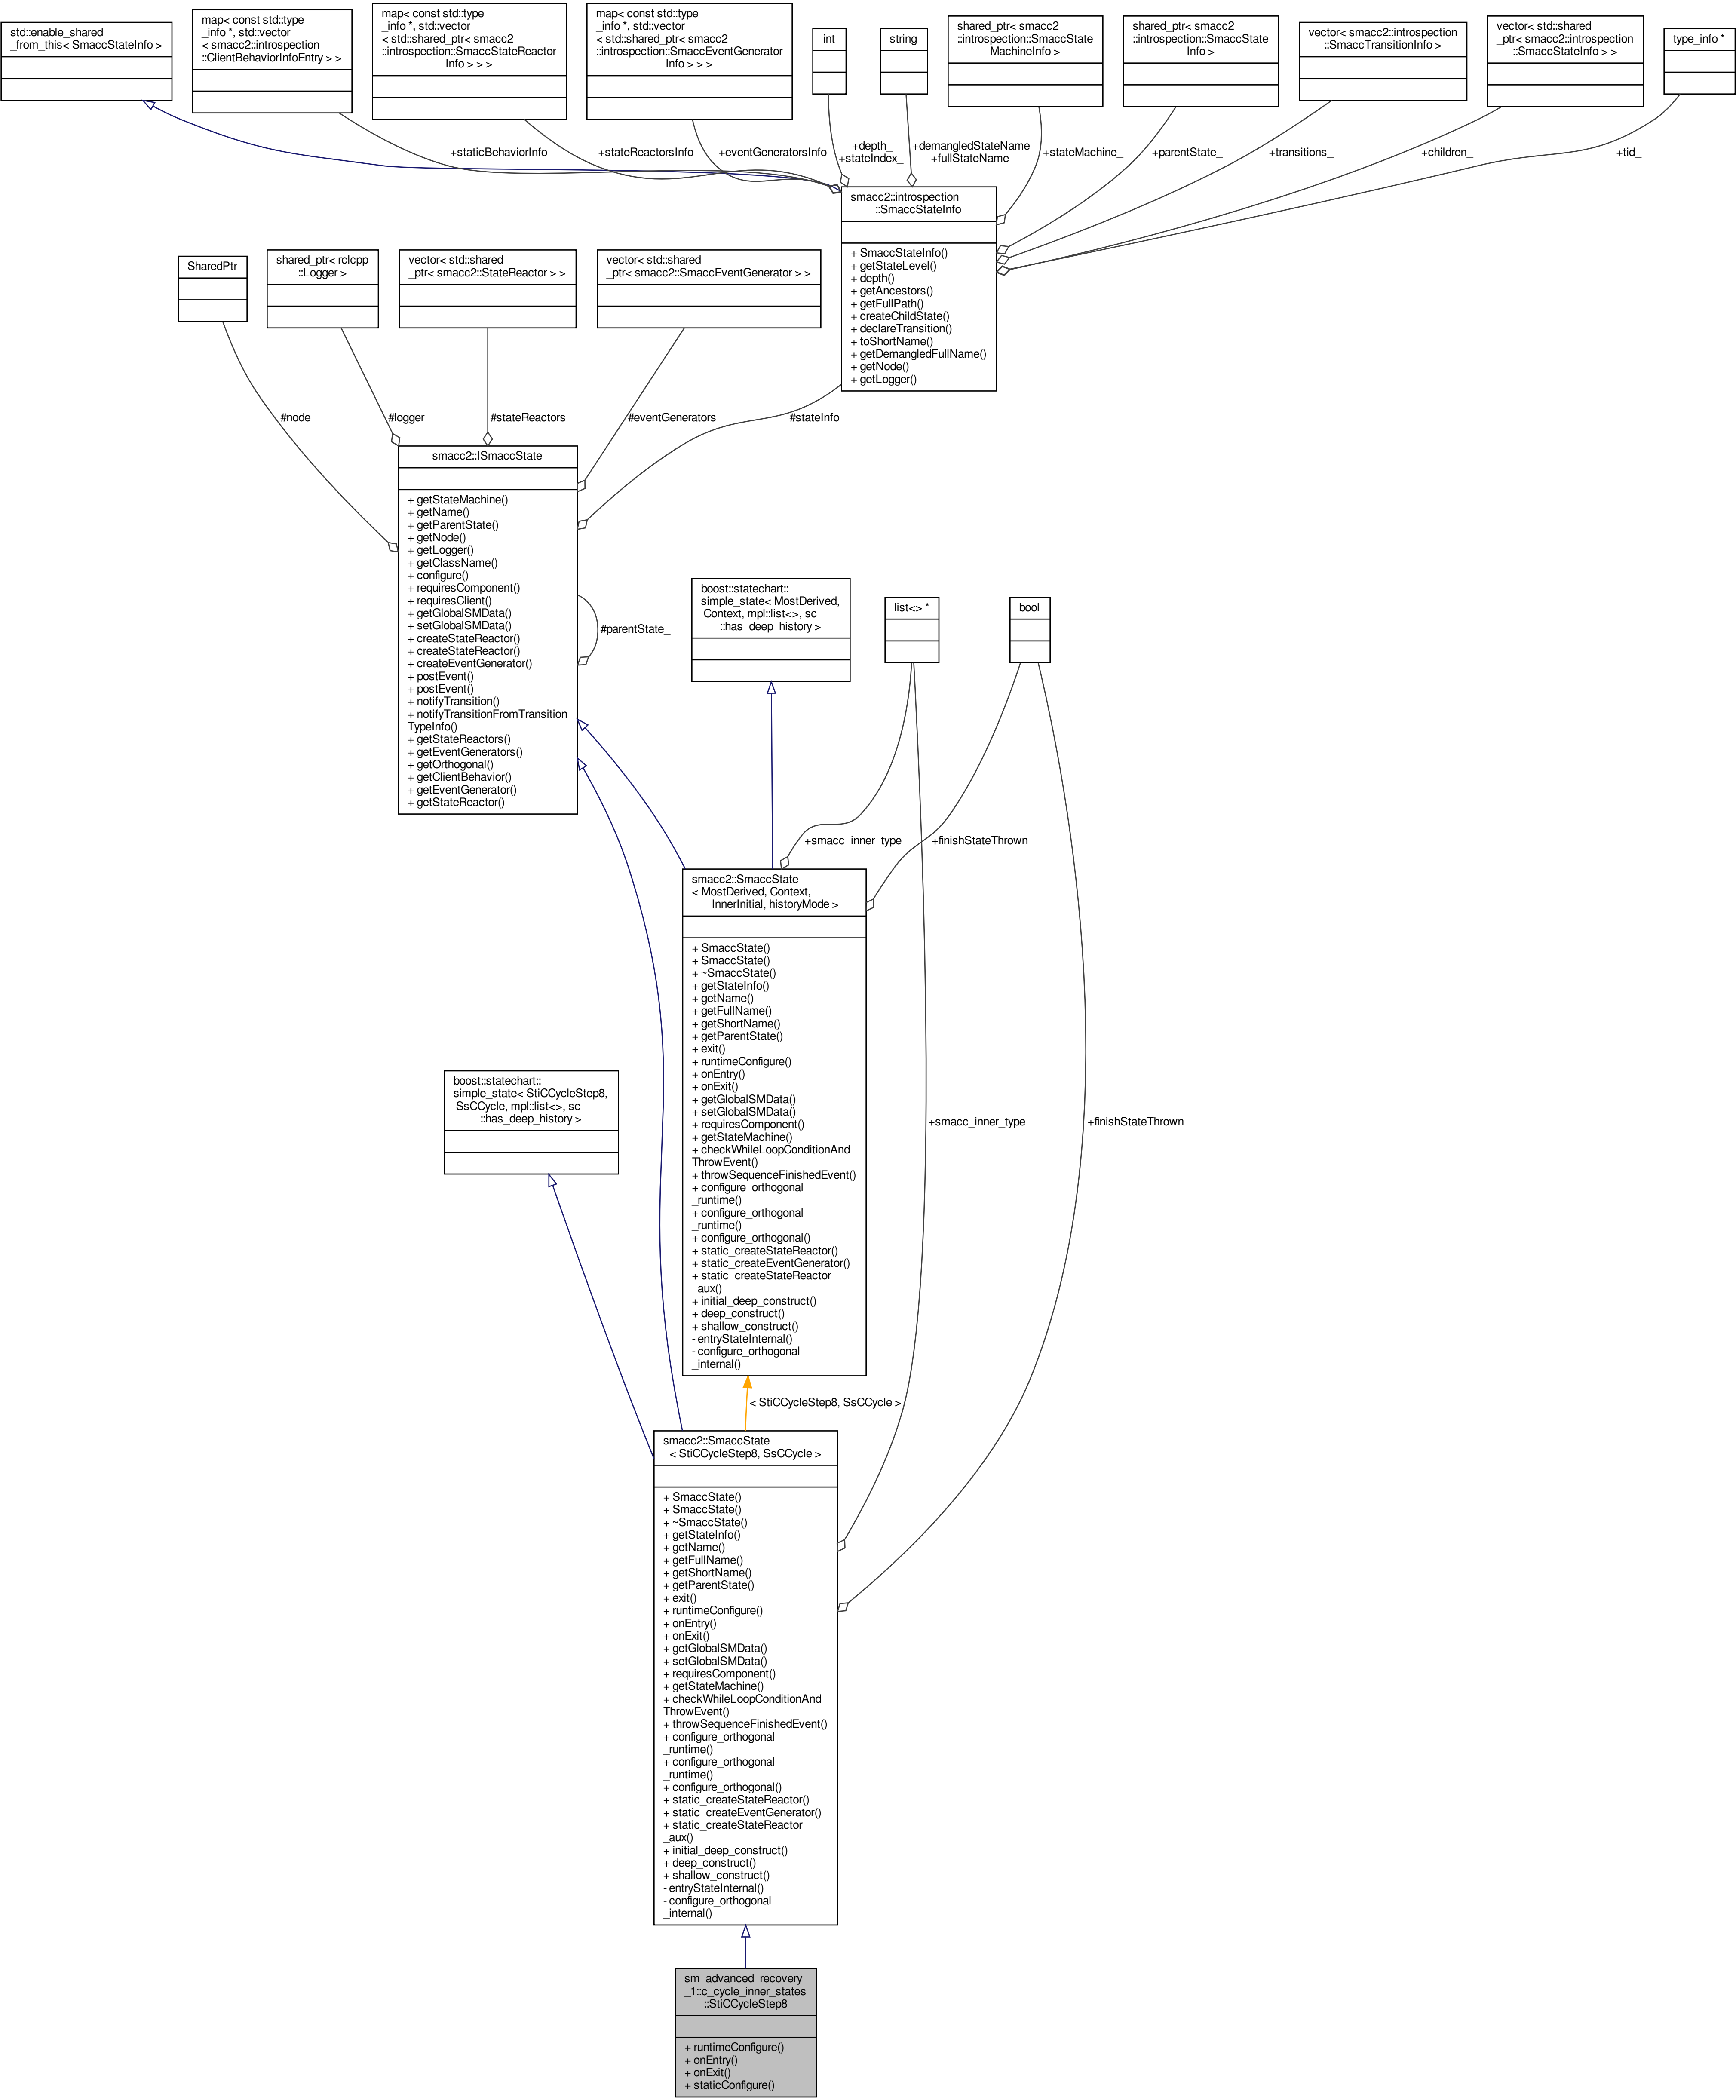 std::enable_shared
_from_this< SmaccStateInfo >
map< const std::type
_info *, std::vector
< smacc2::introspection
::ClientBehaviorInfoEntry > >
map< const std::type
_info *, std::vector
< std::shared_ptr< smacc2
::introspection::SmaccStateReactor
Info > > >
map< const std::type
_info *, std::vector
< std::shared_ptr< smacc2
::introspection::SmaccEventGenerator
Info > > >
int
string
shared_ptr< smacc2
::introspection::SmaccState
MachineInfo >
shared_ptr< smacc2
::introspection::SmaccState
Info >
vector< smacc2::introspection
::SmaccTransitionInfo >
vector< std::shared
_ptr< smacc2::introspection
::SmaccStateInfo > >
type_info *
+staticBehaviorInfo
+stateReactorsInfo
+eventGeneratorsInfo
+depth_
+stateIndex_
+demangledStateName
+fullStateName
+stateMachine_
+parentState_
+transitions_
+children_
+tid_
smacc2::introspection
::SmaccStateInfo
+ SmaccStateInfo()
+ getStateLevel()
+ depth()
+ getAncestors()
+ getFullPath()
+ createChildState()
+ declareTransition()
+ toShortName()
+ getDemangledFullName()
+ getNode()
+ getLogger()
SharedPtr
shared_ptr< rclcpp
::Logger >
vector< std::shared
_ptr< smacc2::StateReactor > >
vector< std::shared
_ptr< smacc2::SmaccEventGenerator > >
#node_
#logger_
#stateReactors_
#eventGenerators_
#stateInfo_
smacc2::ISmaccState
+ getStateMachine()
+ getName()
+ getParentState()
+ getNode()
+ getLogger()
+ getClassName()
+ configure()
+ requiresComponent()
+ requiresClient()
+ getGlobalSMData()
+ setGlobalSMData()
+ createStateReactor()
+ createStateReactor()
+ createEventGenerator()
+ postEvent()
+ postEvent()
+ notifyTransition()
+ notifyTransitionFromTransition
TypeInfo()
+ getStateReactors()
+ getEventGenerators()
+ getOrthogonal()
+ getClientBehavior()
+ getEventGenerator()
+ getStateReactor()
#parentState_
boost::statechart::
simple_state< MostDerived,
Context, mpl::list<>, sc
::has_deep_history >
list<> *
bool
+smacc_inner_type
+finishStateThrown
smacc2::SmaccState
< MostDerived, Context,
InnerInitial, historyMode >
+ SmaccState()
+ SmaccState()
+ ~SmaccState()
+ getStateInfo()
+ getName()
+ getFullName()
+ getShortName()
+ getParentState()
+ exit()
+ runtimeConfigure()
+ onEntry()
+ onExit()
+ getGlobalSMData()
+ setGlobalSMData()
+ requiresComponent()
+ getStateMachine()
+ checkWhileLoopConditionAnd
ThrowEvent()
+ throwSequenceFinishedEvent()
+ configure_orthogonal
_runtime()
+ configure_orthogonal
_runtime()
+ configure_orthogonal()
+ static_createStateReactor()
+ static_createEventGenerator()
+ static_createStateReactor
_aux()
+ initial_deep_construct()
+ deep_construct()
+ shallow_construct()
- entryStateInternal()
- configure_orthogonal
_internal()
boost::statechart::
simple_state< StiCCycleStep8,
SsCCycle, mpl::list<>, sc
::has_deep_history >
+smacc_inner_type
+finishStateThrown
< StiCCycleStep8, SsCCycle >
smacc2::SmaccState
< StiCCycleStep8, SsCCycle >
+ SmaccState()
+ SmaccState()
+ ~SmaccState()
+ getStateInfo()
+ getName()
+ getFullName()
+ getShortName()
+ getParentState()
+ exit()
+ runtimeConfigure()
+ onEntry()
+ onExit()
+ getGlobalSMData()
+ setGlobalSMData()
+ requiresComponent()
+ getStateMachine()
+ checkWhileLoopConditionAnd
ThrowEvent()
+ throwSequenceFinishedEvent()
+ configure_orthogonal
_runtime()
+ configure_orthogonal
_runtime()
+ configure_orthogonal()
+ static_createStateReactor()
+ static_createEventGenerator()
+ static_createStateReactor
_aux()
+ initial_deep_construct()
+ deep_construct()
+ shallow_construct()
- entryStateInternal()
- configure_orthogonal
_internal()
sm_advanced_recovery
_1::c_cycle_inner_states
::StiCCycleStep8
+ runtimeConfigure()
+ onEntry()
+ onExit()
+ staticConfigure()